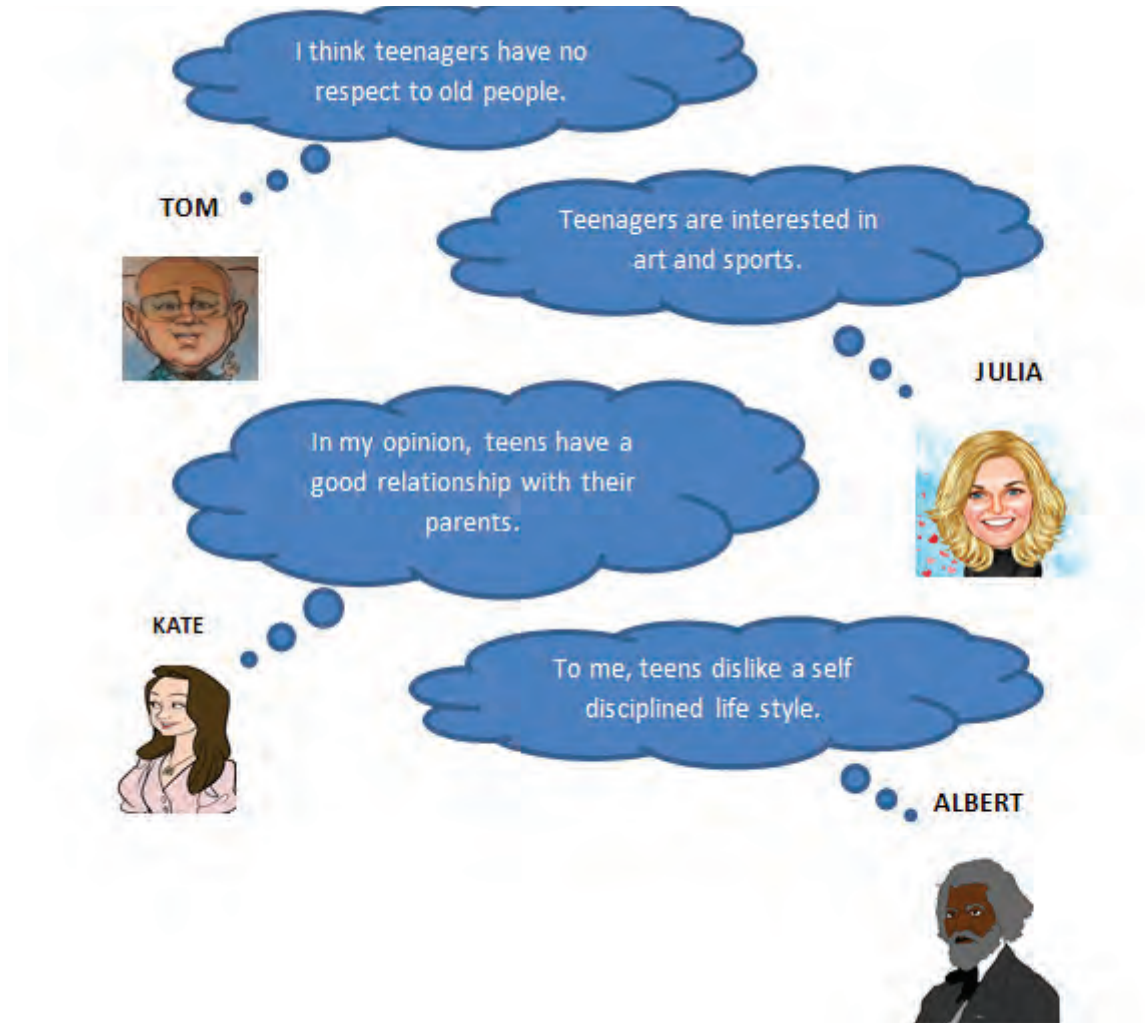 I think teenagers have no
respect to old people.
TOM
Teenagers are interested in
art and sports.
JULIA
In my opinion, teens have a
good relationship with their
parents.
KATE
To me, teens dislike a self
disciplined life style.
ALBERT